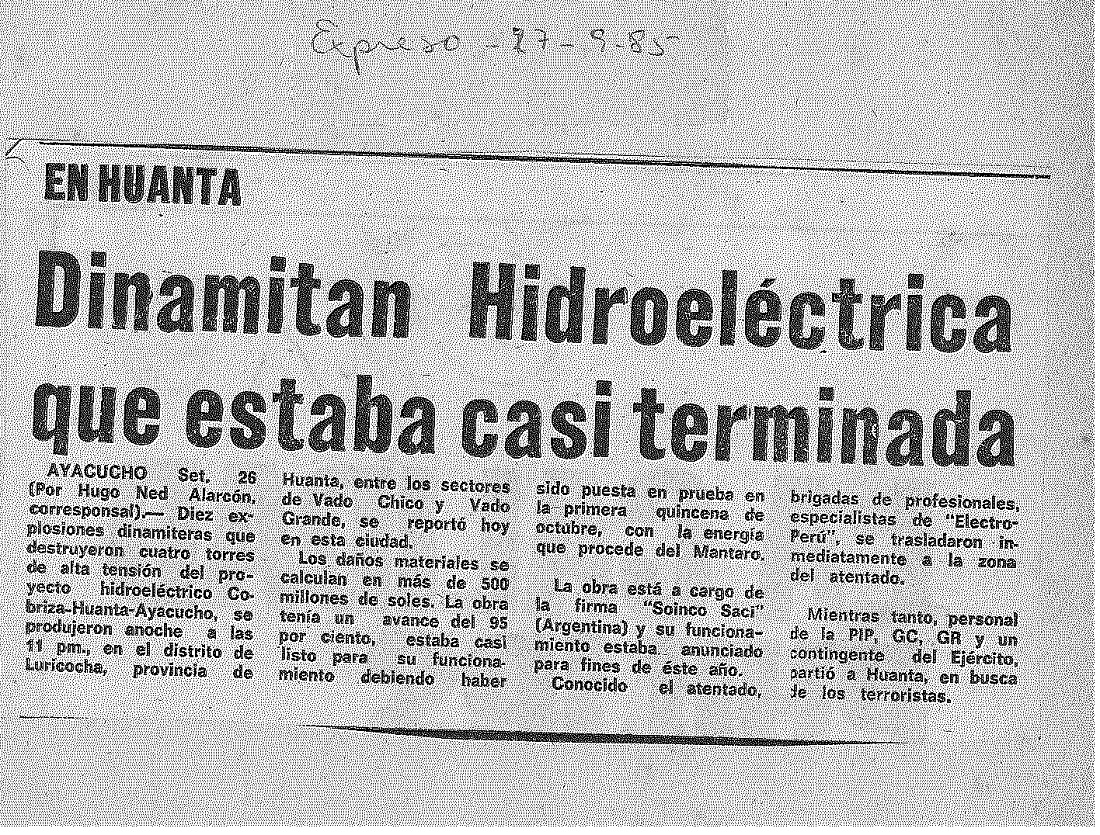 Expreso - 27-9-85
EN HUANTA
Dinamitan Hidroeléctrica
que estaba casi terminada
AYACUCHO Set. 26
(Por Hugo Ned Alarcón,
corresponsal).— Diez ex-
plosiones dinamiteras que
destruyeron cuatro torres
de alta tensión del pro-
yecto hidroeléctrico Co-
briza-Huanta-Ayacucho, se
produjeron anoche a las
11 pm., en el distrito de
Luricocha, provincia de
Huanta, entre los sectores
de Vado Chico y Vado
Grande, se reportó hoy
en esta ciudad.
Los daños materiales se
calculan en más de 500
millones de soles. La obra
tenía un avance del 95
por ciento, estaba casi
listo para su funciona-
miento debiendo haber
sido puesta en prueba en
la primera quincena de
octubre, con la energía
que procede del Mantaro.
La obra está a cargo de
la firma "Soinco Saci"
(Argentina) y su funciona-
miento estaba anunciado
para fines de éste año.
Conocido el atentado,
brigadas de profesionales,
especialistas de "Electro-
Perú", se trasladaron in-
mediatamente a la zona
del atentado.
Mientras tanto, personal
de la PIP, GC, GR y un
contingente del Ejército,
partió a Huanta, en busca
de los terroristas.